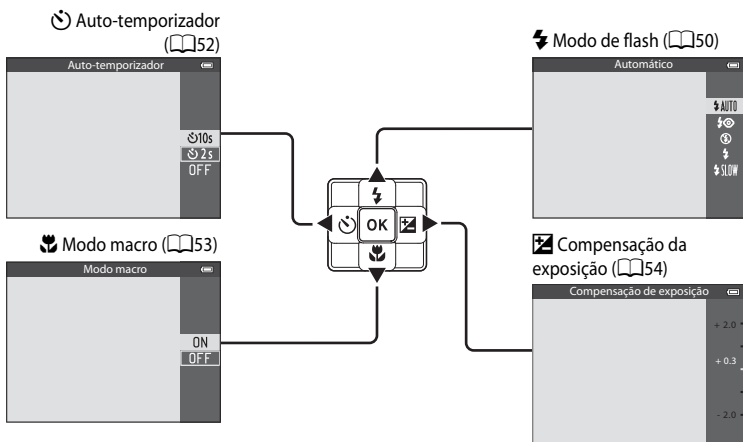 Auto-temporizador
(52)
Auto-temporizador
10s
2s
OFF
Modo de flash (50)
Automático
AUTO
SLOW
OK
Modo macro (53)
Modo macro
ON
OFF
Compensação da
exposição (54)
Compensação de exposição
+ 2.0
+ 0.3
- 2.0